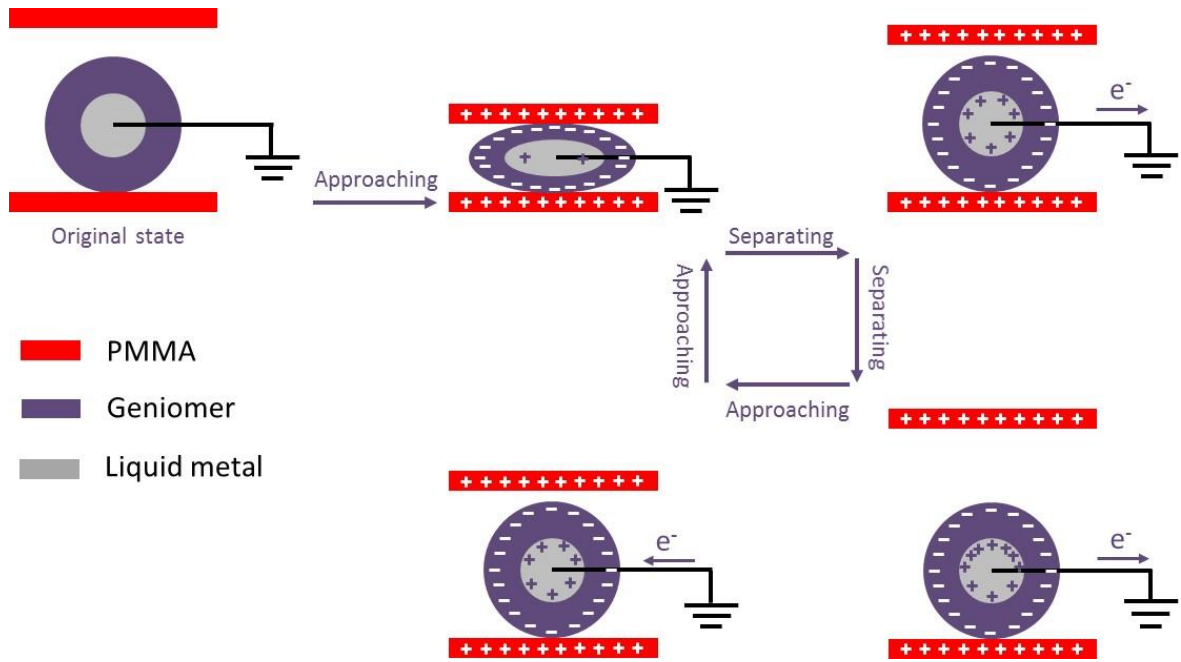 e-
Approaching
Original state
Separating
Approaching
Separating
Approaching
PMMA
Geniomer
Liquid metal
e-
e-